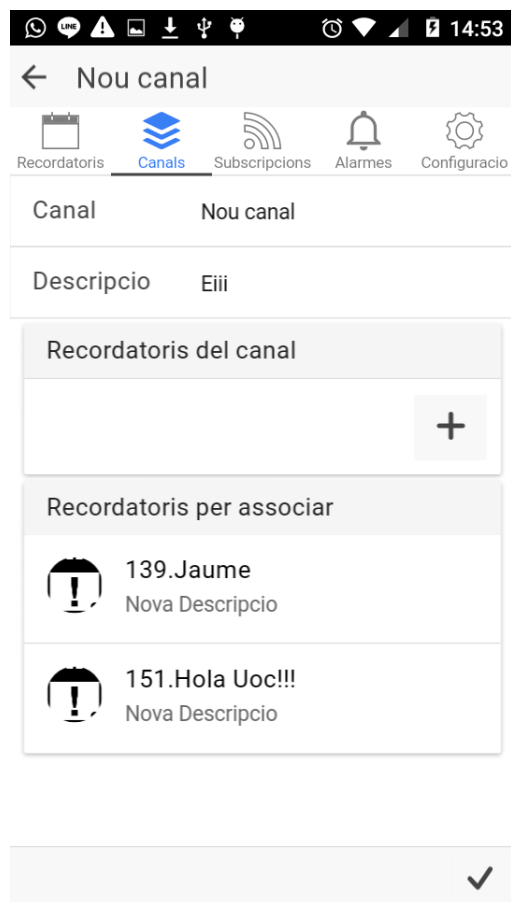 14:53
Nou canal
Recordatoris Canals Subscripcions Alarmes Configuracio
Canal Nou canal
Descripcio Eiii
Recordatoris del canal
+
Recordatoris per associar
139.Jaume
Nova Descripcio
151.Hola Uoc!!!
Nova Descripcio